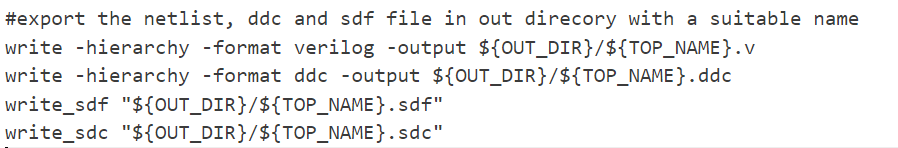 #export the netlist, ddc and sdf file in out direcory with a suitable name
write -hierarchy -format verilog -output ${OUT_DIR}/${TOP_NAME}.v
write -hierarchy -format ddc -output ${OUT_DIR}/${TOP_NAME}.ddc
write_sdf "${OUT_DIR}/${TOP_NAME}.sdf"
write_sdc "${OUT_DIR}/${TOP_NAME}.sdc"